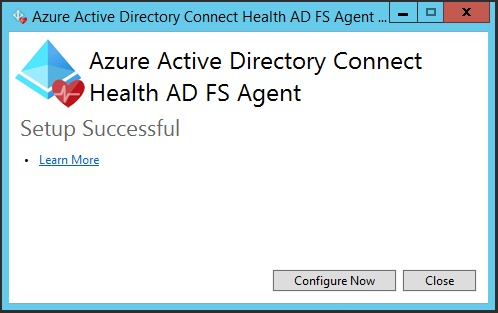 Azure Active Directory Connect Health AD FS Agent ...
Azure Active Directory Connect
Health AD FS Agent
Setup Successful
• Learn More
Configure Now
Close